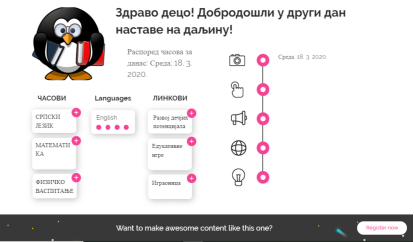 Здраво децо! Добродошли у други дан
наставе на даљину!
Распоред часова за
данас: Среда, 18. 3.
2020.
Среда, 18. 3. 2020.
ЧАСОВИ
Languages
ЛИНКОВИ
СРПСКИ
ЈЕЗИК
English
Развој дечјих
потенцијала
МАТЕМАТИ
КА
Едукативне
игре
ФИЗИЧКО
ВАСПИТАЊЕ
Играоница
Want to make awesome content like this one?
Register now